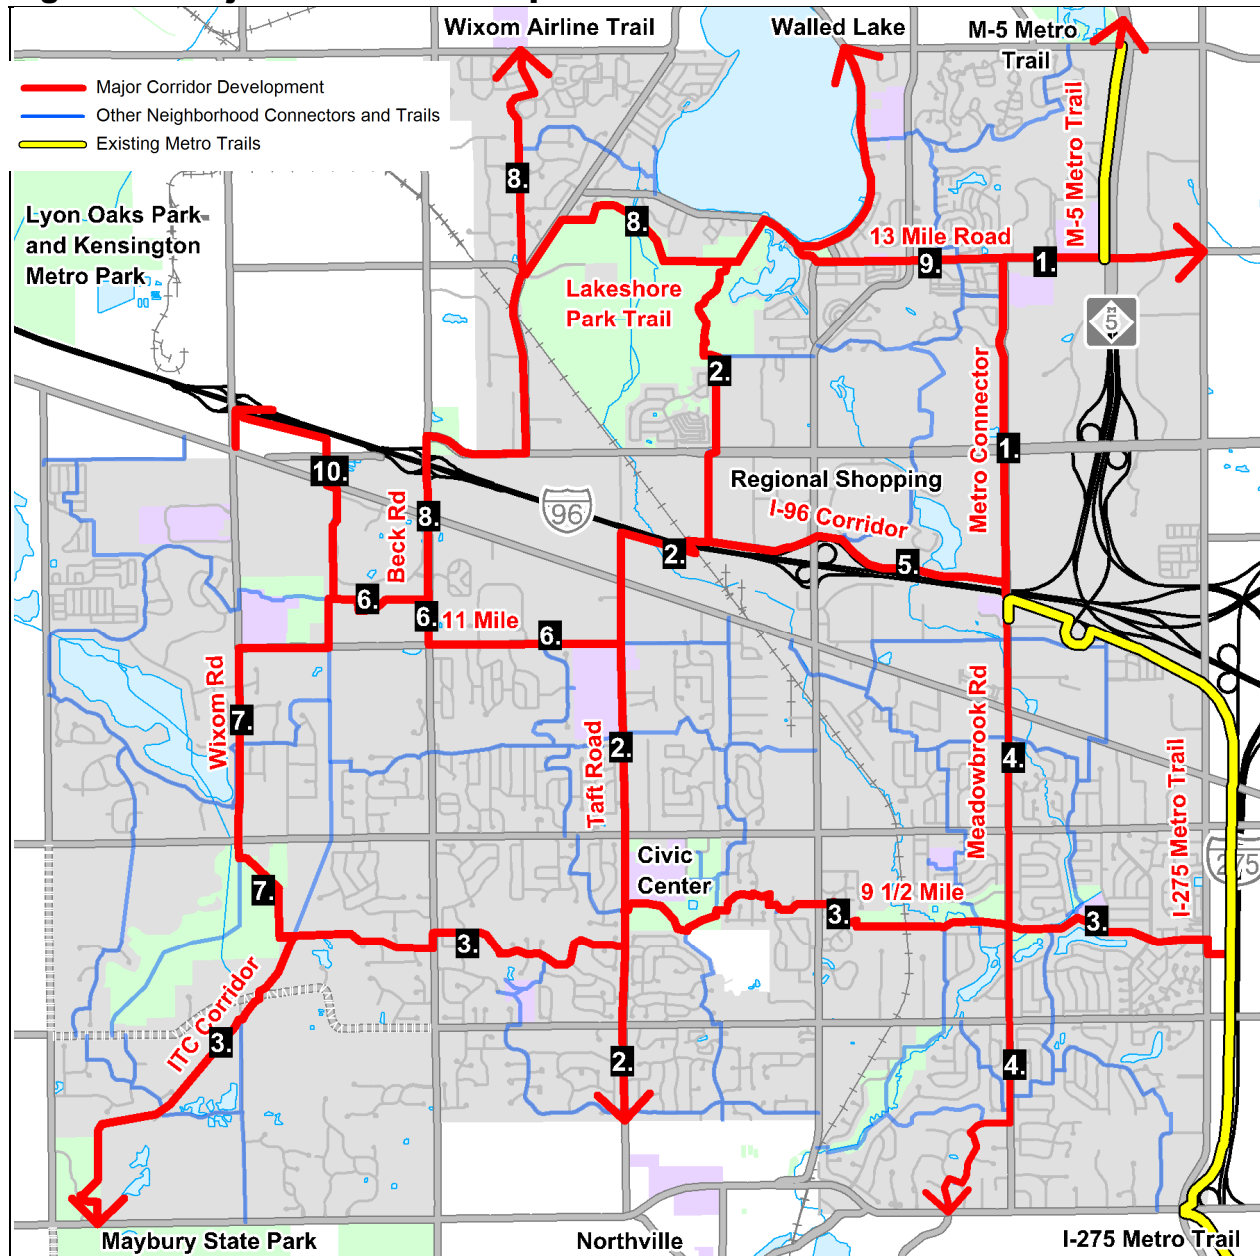 Wixom Airline Trail
Walled Lake
M-5 Metro
Trail
Major Corridor Development
Other Neighborhood Connectors and Trails
Existing Metro Trails
M-5 Metro Trail
8.
Lyon Oaks Park
and Kensington
Metro Park
8.
13 Mile Road
9.
1.
Lakeshore
Park Trail
M
5
2.
Metro Connector
1.
10.
Regional Shopping
I-96 Corridor
Beck Rd
8.
96
2.
5.
6.
6.
11 Mile
6.
Wixom Rd
7.
Taft Road
2.
Meadowbrook Rd
4.
I-275 Metro Trail
275
Civic
Center
7.
9 1/2 Mile
3.
3.
3.
ITC Corridor
3.
2.
4.
Maybury State Park
Northville
I-275 Metro Trail